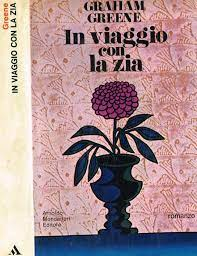 Greene
IN VIAGGIO CON LA ZIA
GRAHAM
GREENE
In viaggio
con
la zia
romanzo
Arnoldo
Mondadori
Editore